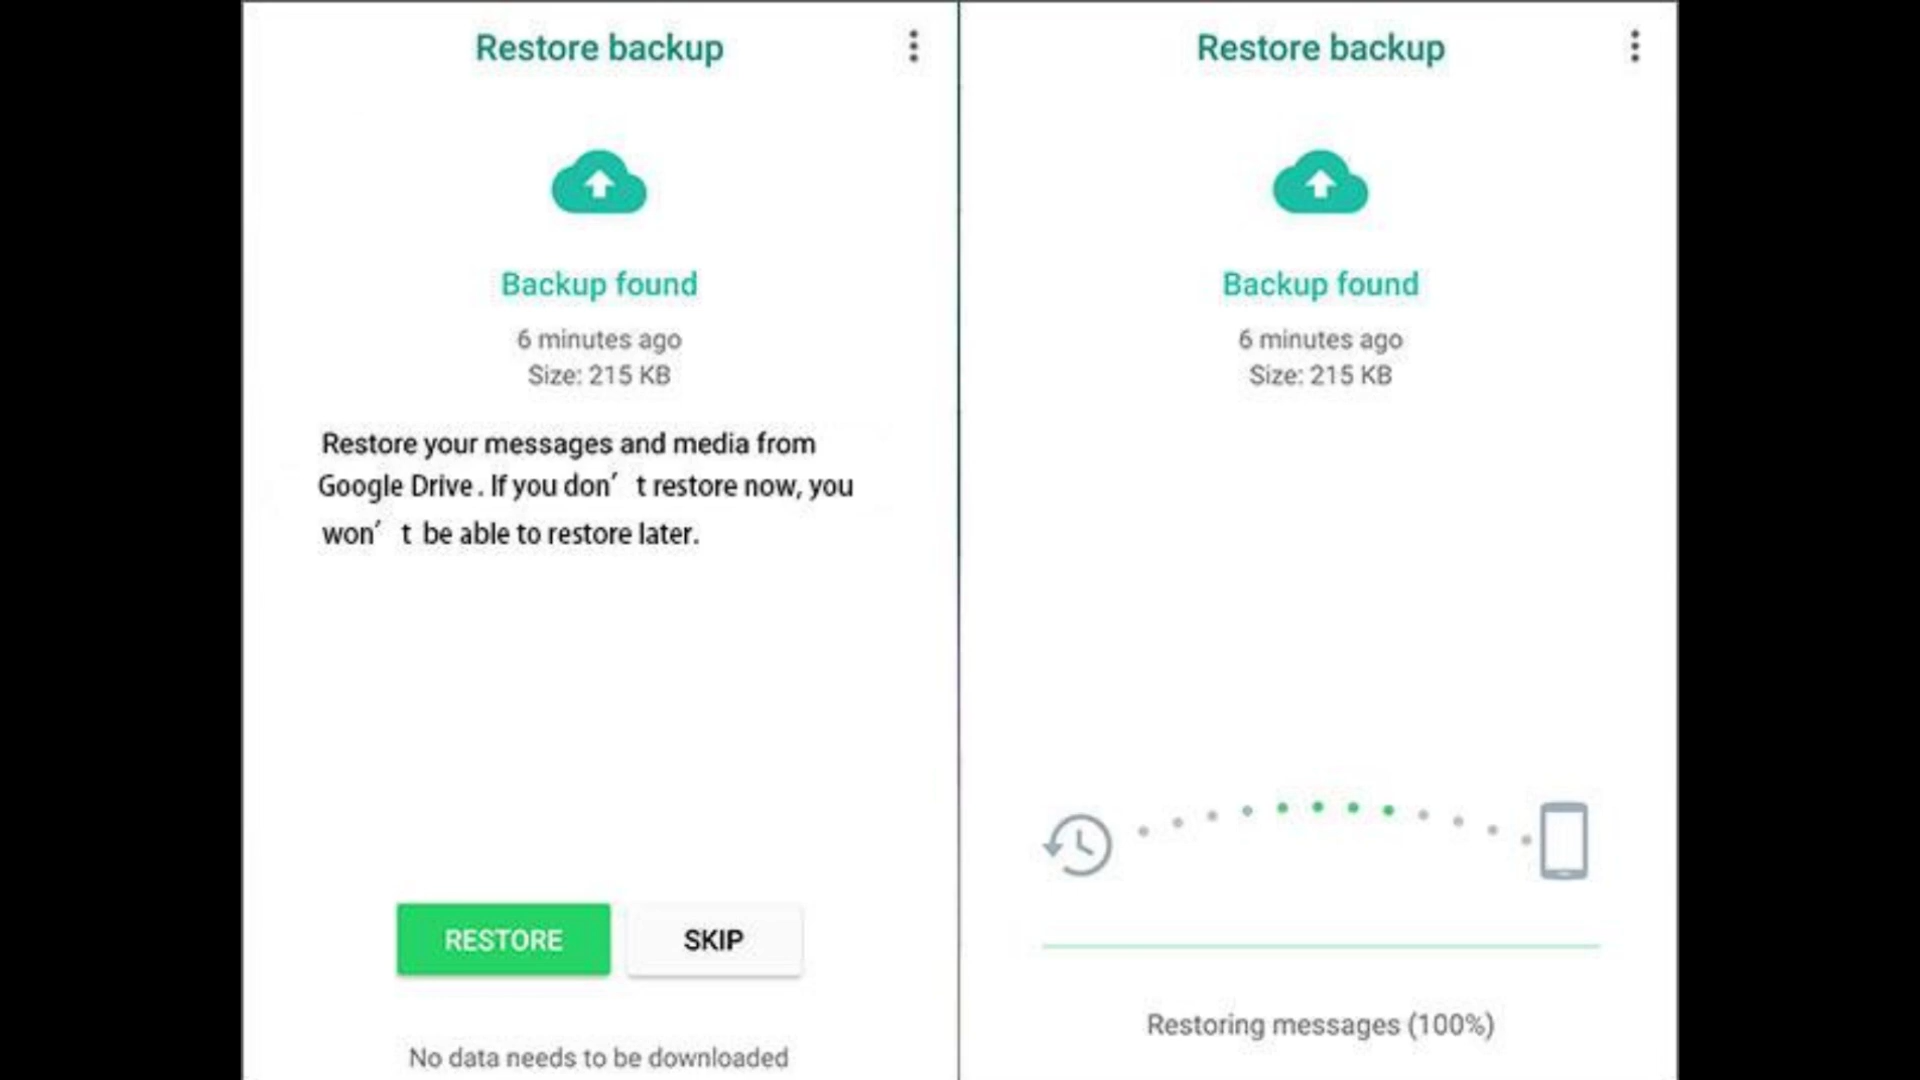 Restore backup
Backup found
6 minutes ago
Size: 215 KB
Restore your messages and media from
Google Drive . If you don’ t restore now, you
won’ t be able to restore later.
RESTORE
SKIP
No data needs to be downloaded
Restore backup
Backup found
6 minutes ago
Size: 215 KB
Restoring messages (100%)